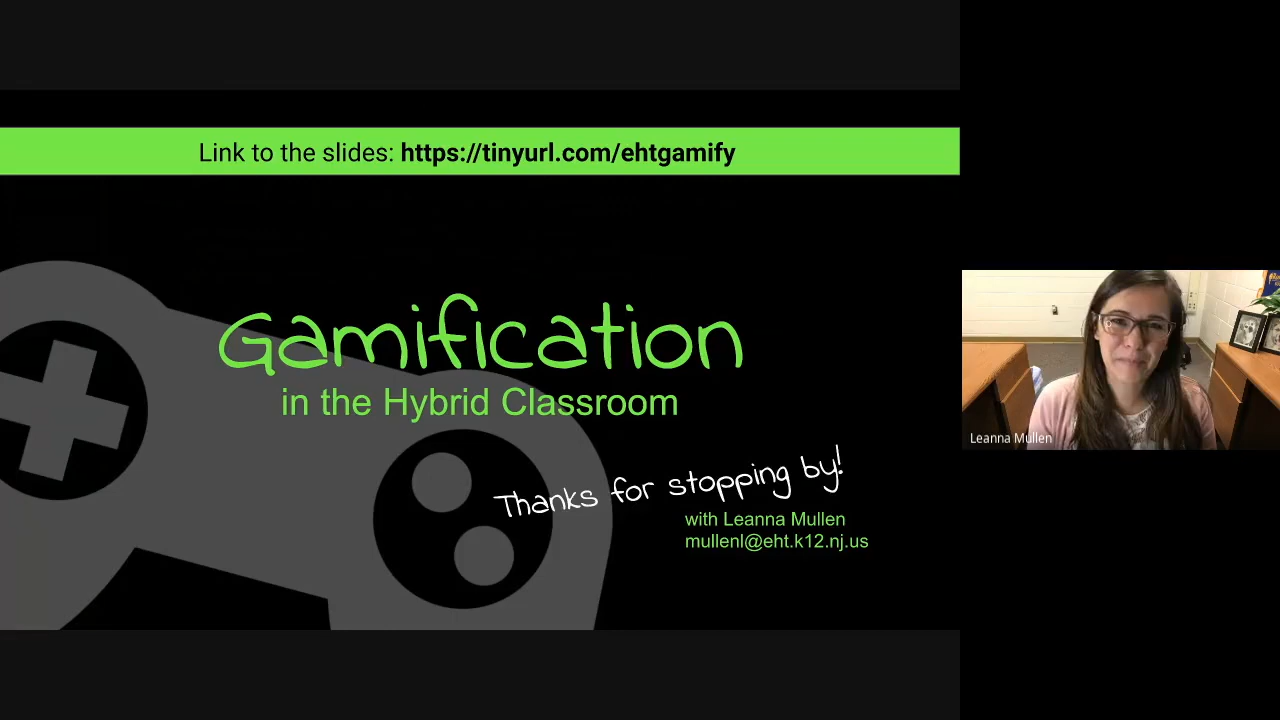 Link to the slides: https://tinyurl.com/ehtgamify
Gamification
in the Hybrid Classroom
Thanks for stopping by!
with Leanna Mullen
mullenl@eht.k12.nj.us
Leanna Mullen